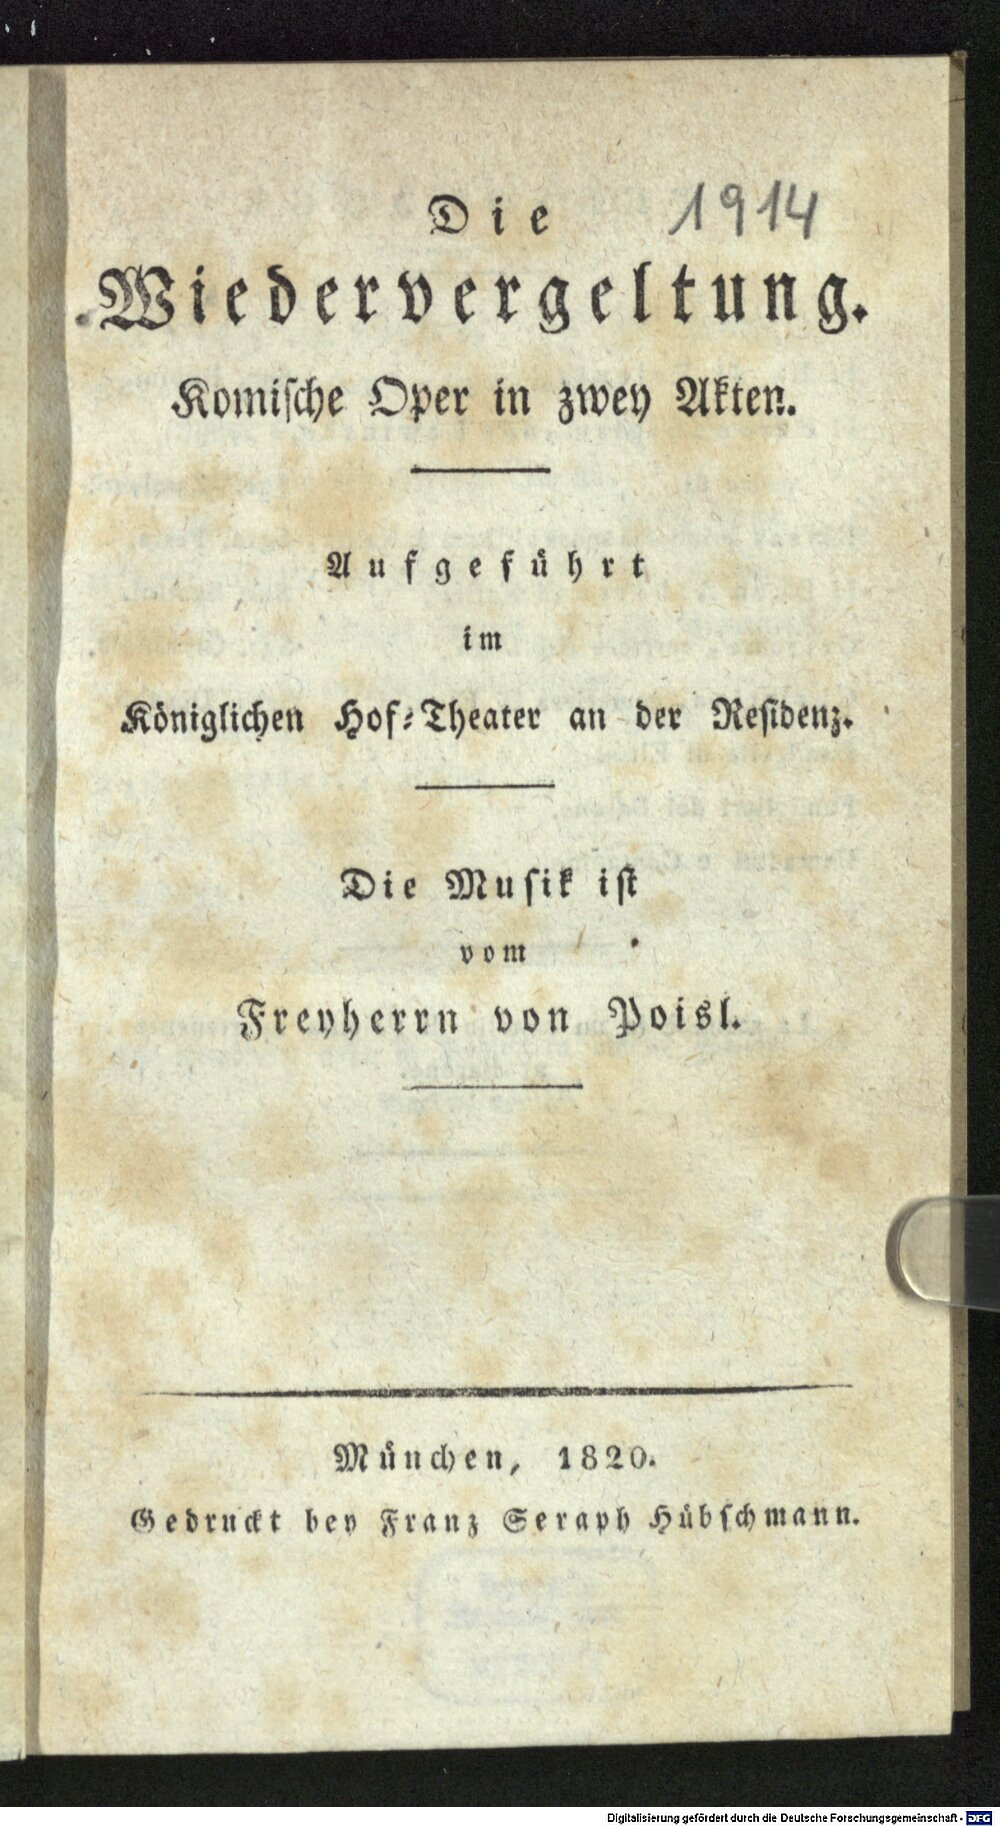 Die 1914
Wiedervergeltung.
Komiſche Oper in zwey Akten.
Aufgeführt
im
Königlichen Hof⸗Theater an der Reſidenz.
Die Muſik iſt
vom
Freyherrn von Poisl.
München, 1820.
Gedruckt bey Franz Seraph Hübſchmann.
Digitalisierung gefördert durch die Deutsche Forschungsgemeinschaft - DFG